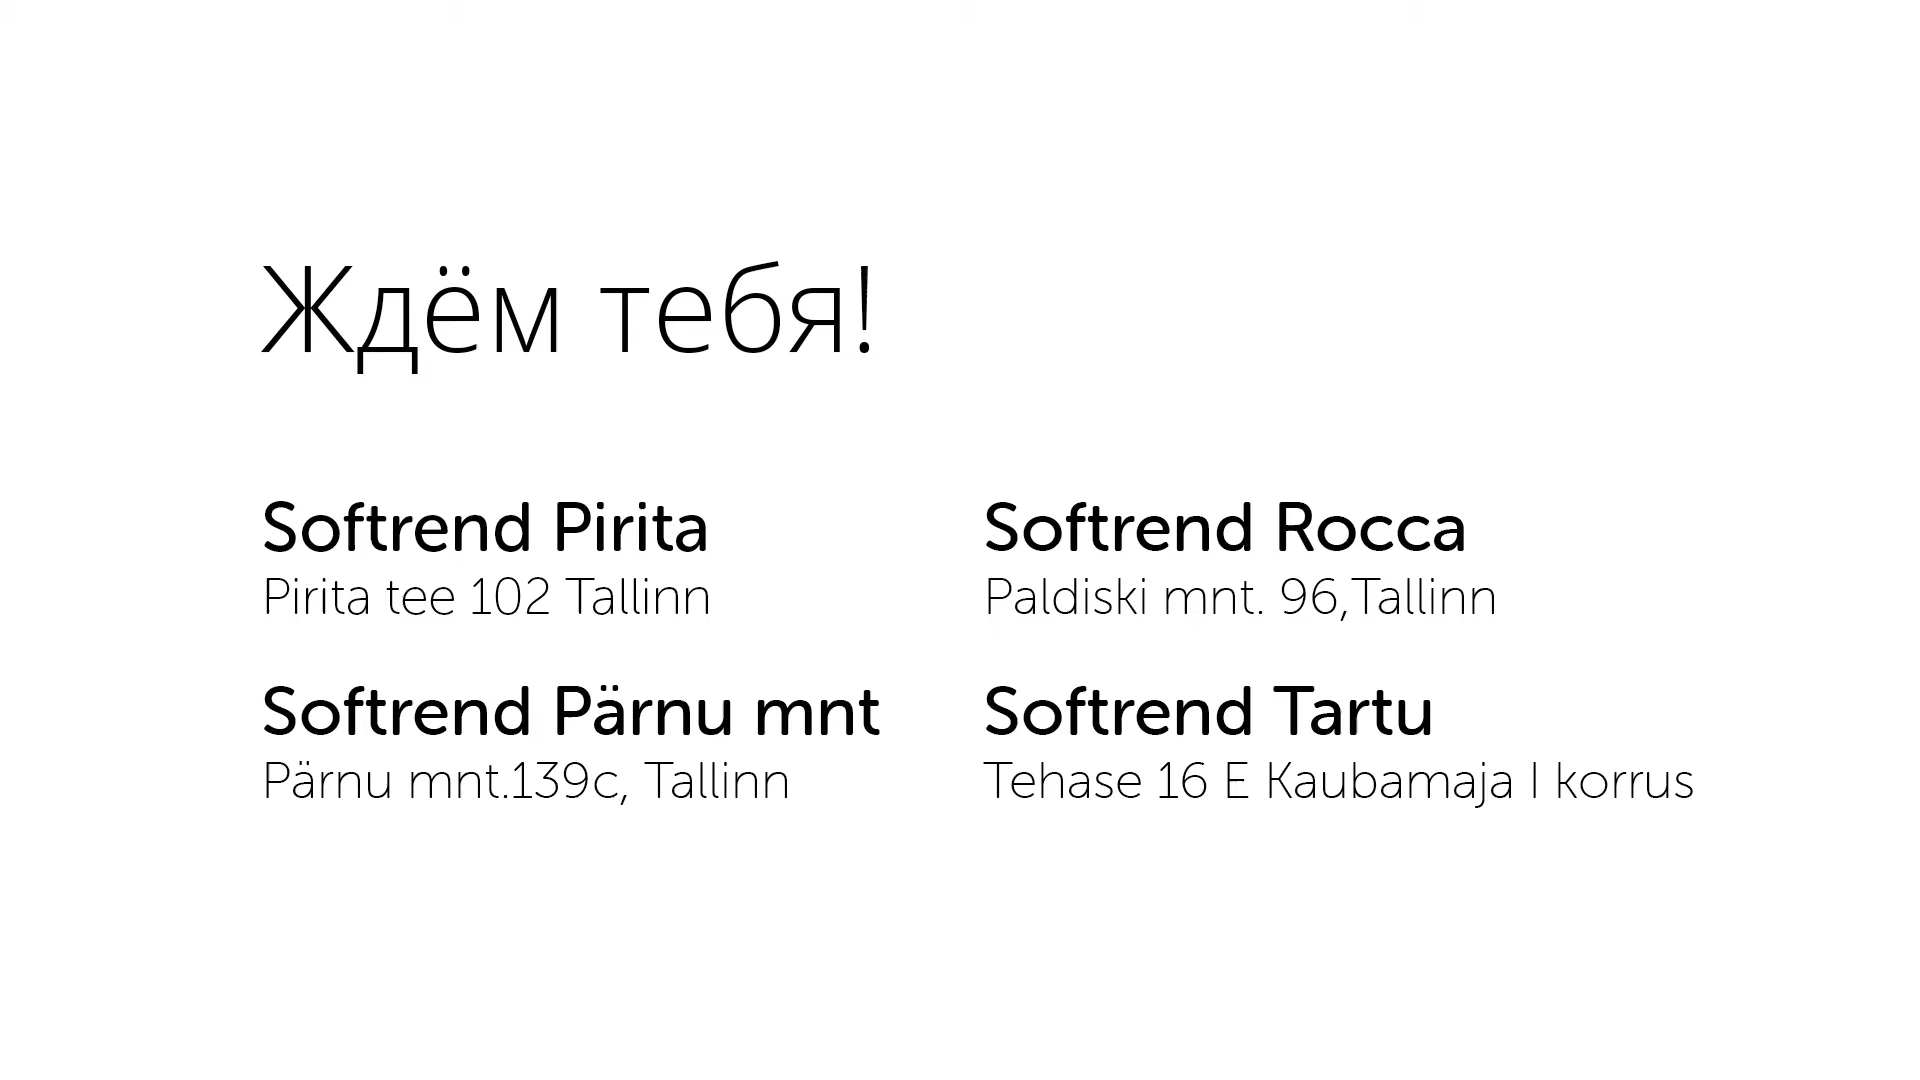 Ждём тебя!
Softrend Pirita
Pirita tee 102 Tallinn
Softrend Rocca
Paldiski mnt. 96,Tallinn
Softrend Pärnu mnt
Pärnu mnt.139c, Tallinn
Softrend Tartu
Tehase 16 E Kaubamaja I korrus